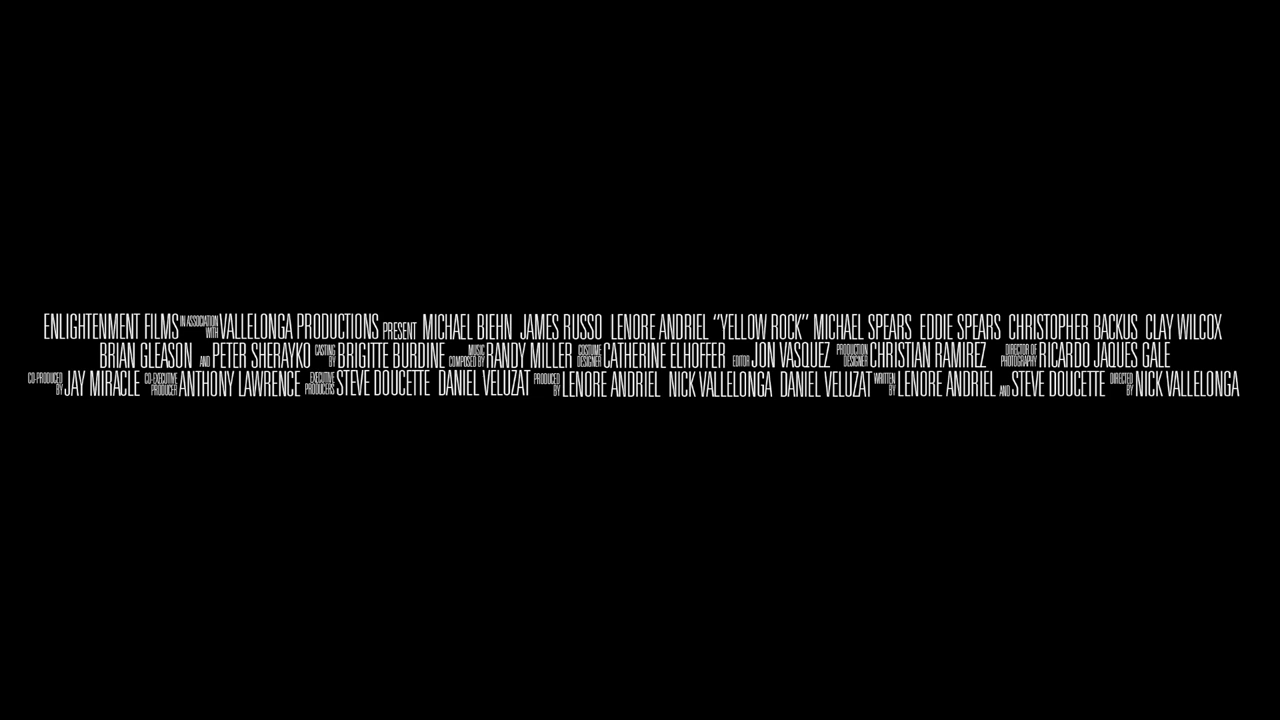 ENLIGHTENMENT FILMS IN ASSOCIATION WITH VALLELONGA PRODUCTIONS PRESENT MICHAEL BIEHN JAMES RUSSO LENORE ANDRIEL "YELLOW ROCK" MICHAEL SPEARS EDDIE SPEARS CHRISTOPHER BACKUS CLAY WILCOX
BRIAN GLEASON AND PETER SHERAYKO CASTING BY BRIGITTE BURDINE MUSIC COMPOSED BY RANDY MILLER COSTUME DESIGNER CATHERINE ELHOFFER EDITOR JON VASQUEZ PRODUCTION DESIGNER CHRISTIAN RAMIREZ DIRECTOR OF PHOTOGRAPHY RICARDO JAQUES GALE
CO-PRODUCED BY JAY MIRACLE CO-EXECUTIVE PRODUCER ANTHONY LAWRENCE EXECUTIVE PRODUCERS STEVE DOUCETTE DANIEL VELUZAT PRODUCED BY LENORE ANDRIEL NICK VALLELONGA DANIEL VELUZAT WRITTEN BY LENORE ANDRIEL AND STEVE DOUCETTE DIRECTED BY NICK VALLELONGA